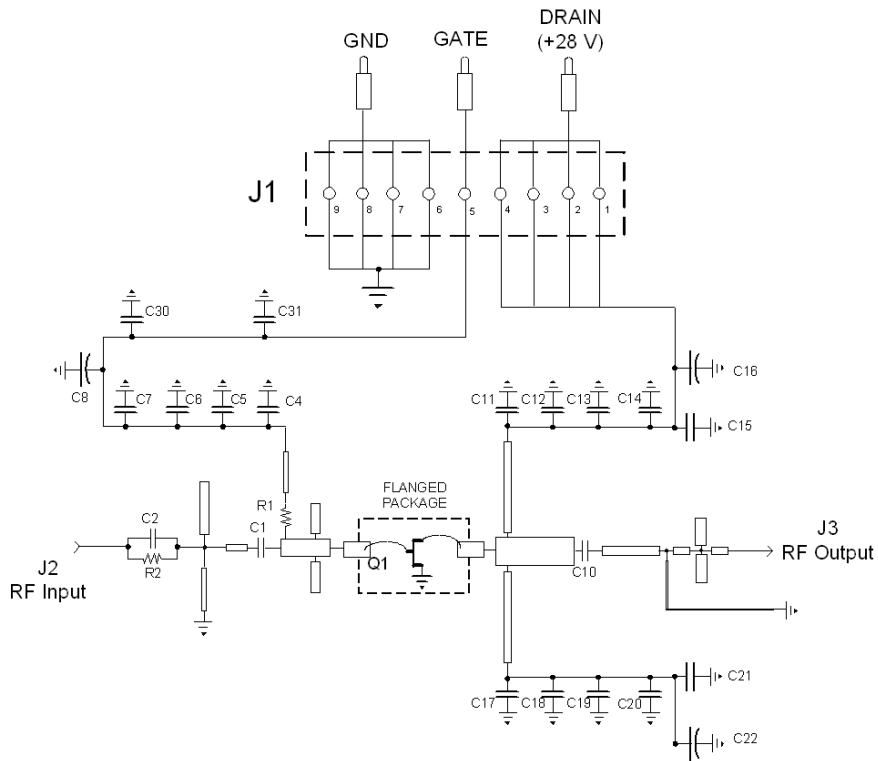 DRAIN
(+28 V)
GND
GATE
J1
9
8
7
6
5
4
3
2
1
C30
C31
C8
C7
C6
C5
C4
C11
C12
C13
C14
C16
C15
R1
FLANGED
PACKAGE
C2
R2
C1
Q1
C10
J2
RF Input
J3
RF Output
C17
C18
C19
C20
C21
C22